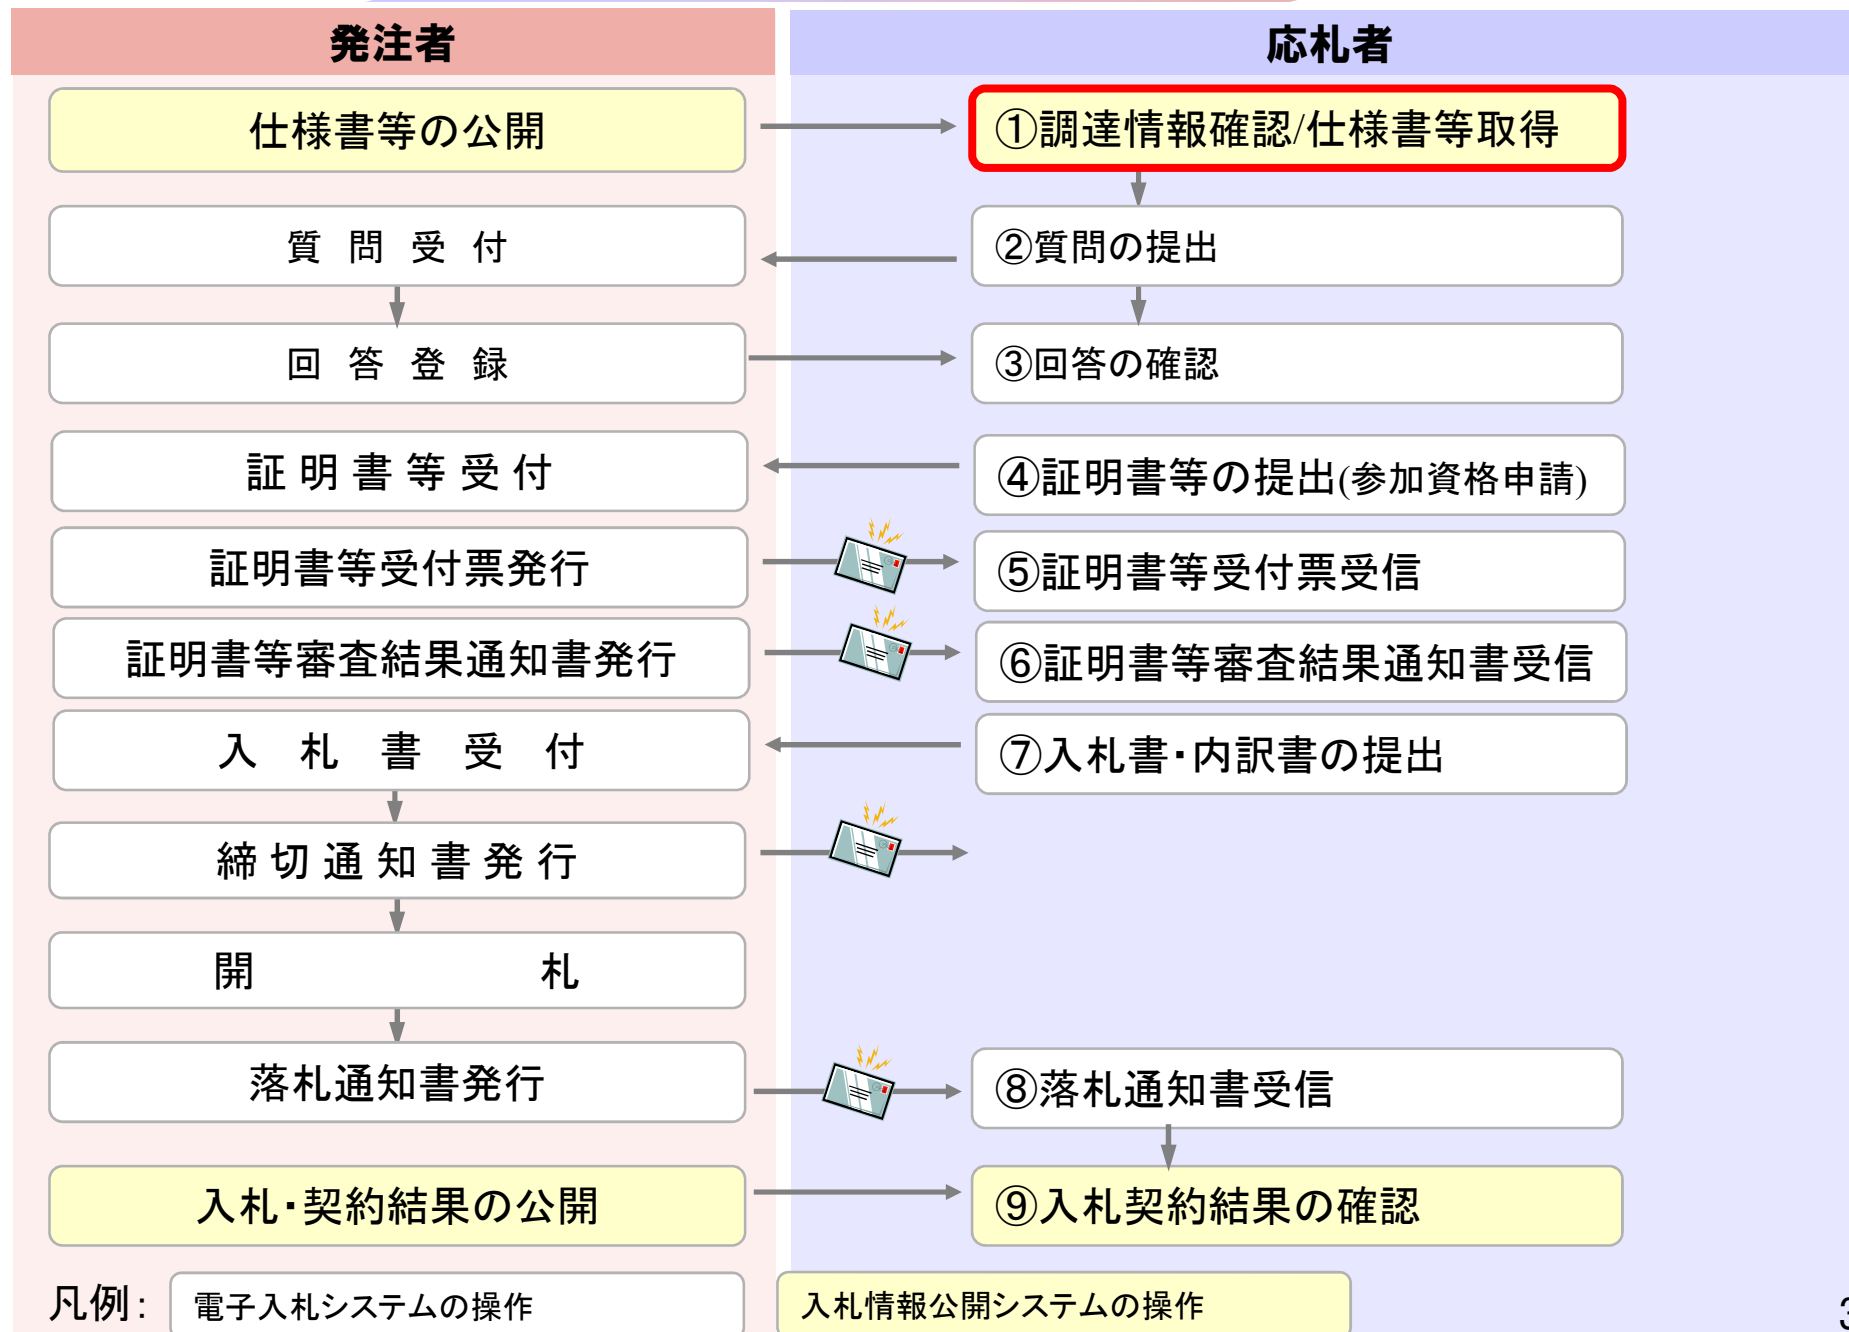 発注者
応札者
仕様書等の公開
①調達情報確認/仕様書等取得
質問受付
②質問の提出
回答登録
③回答の確認
証明書等受付
④証明書等の提出(参加資格申請)
証明書等受付票発行
⑤証明書等受付票受信
証明書等審査結果通知書発行
⑥証明書等審査結果通知書受信
入札書受付
⑦入札書・内訳書の提出
締切通知書発行
開札
落札通知書発行
⑧落札通知書受信
入札・契約結果の公開
⑨入札契約結果の確認
凡例：
電子入札システムの操作
入札情報公開システムの操作